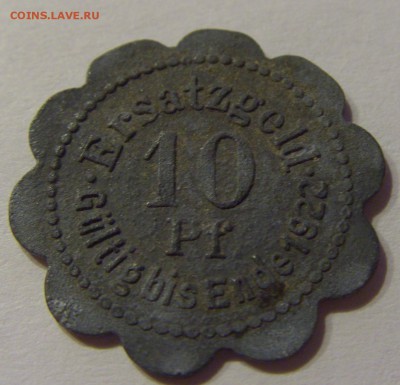 COINS.LAVE.RU
Ersatzgeld
10
Pf
Gültig bis Ende 1922